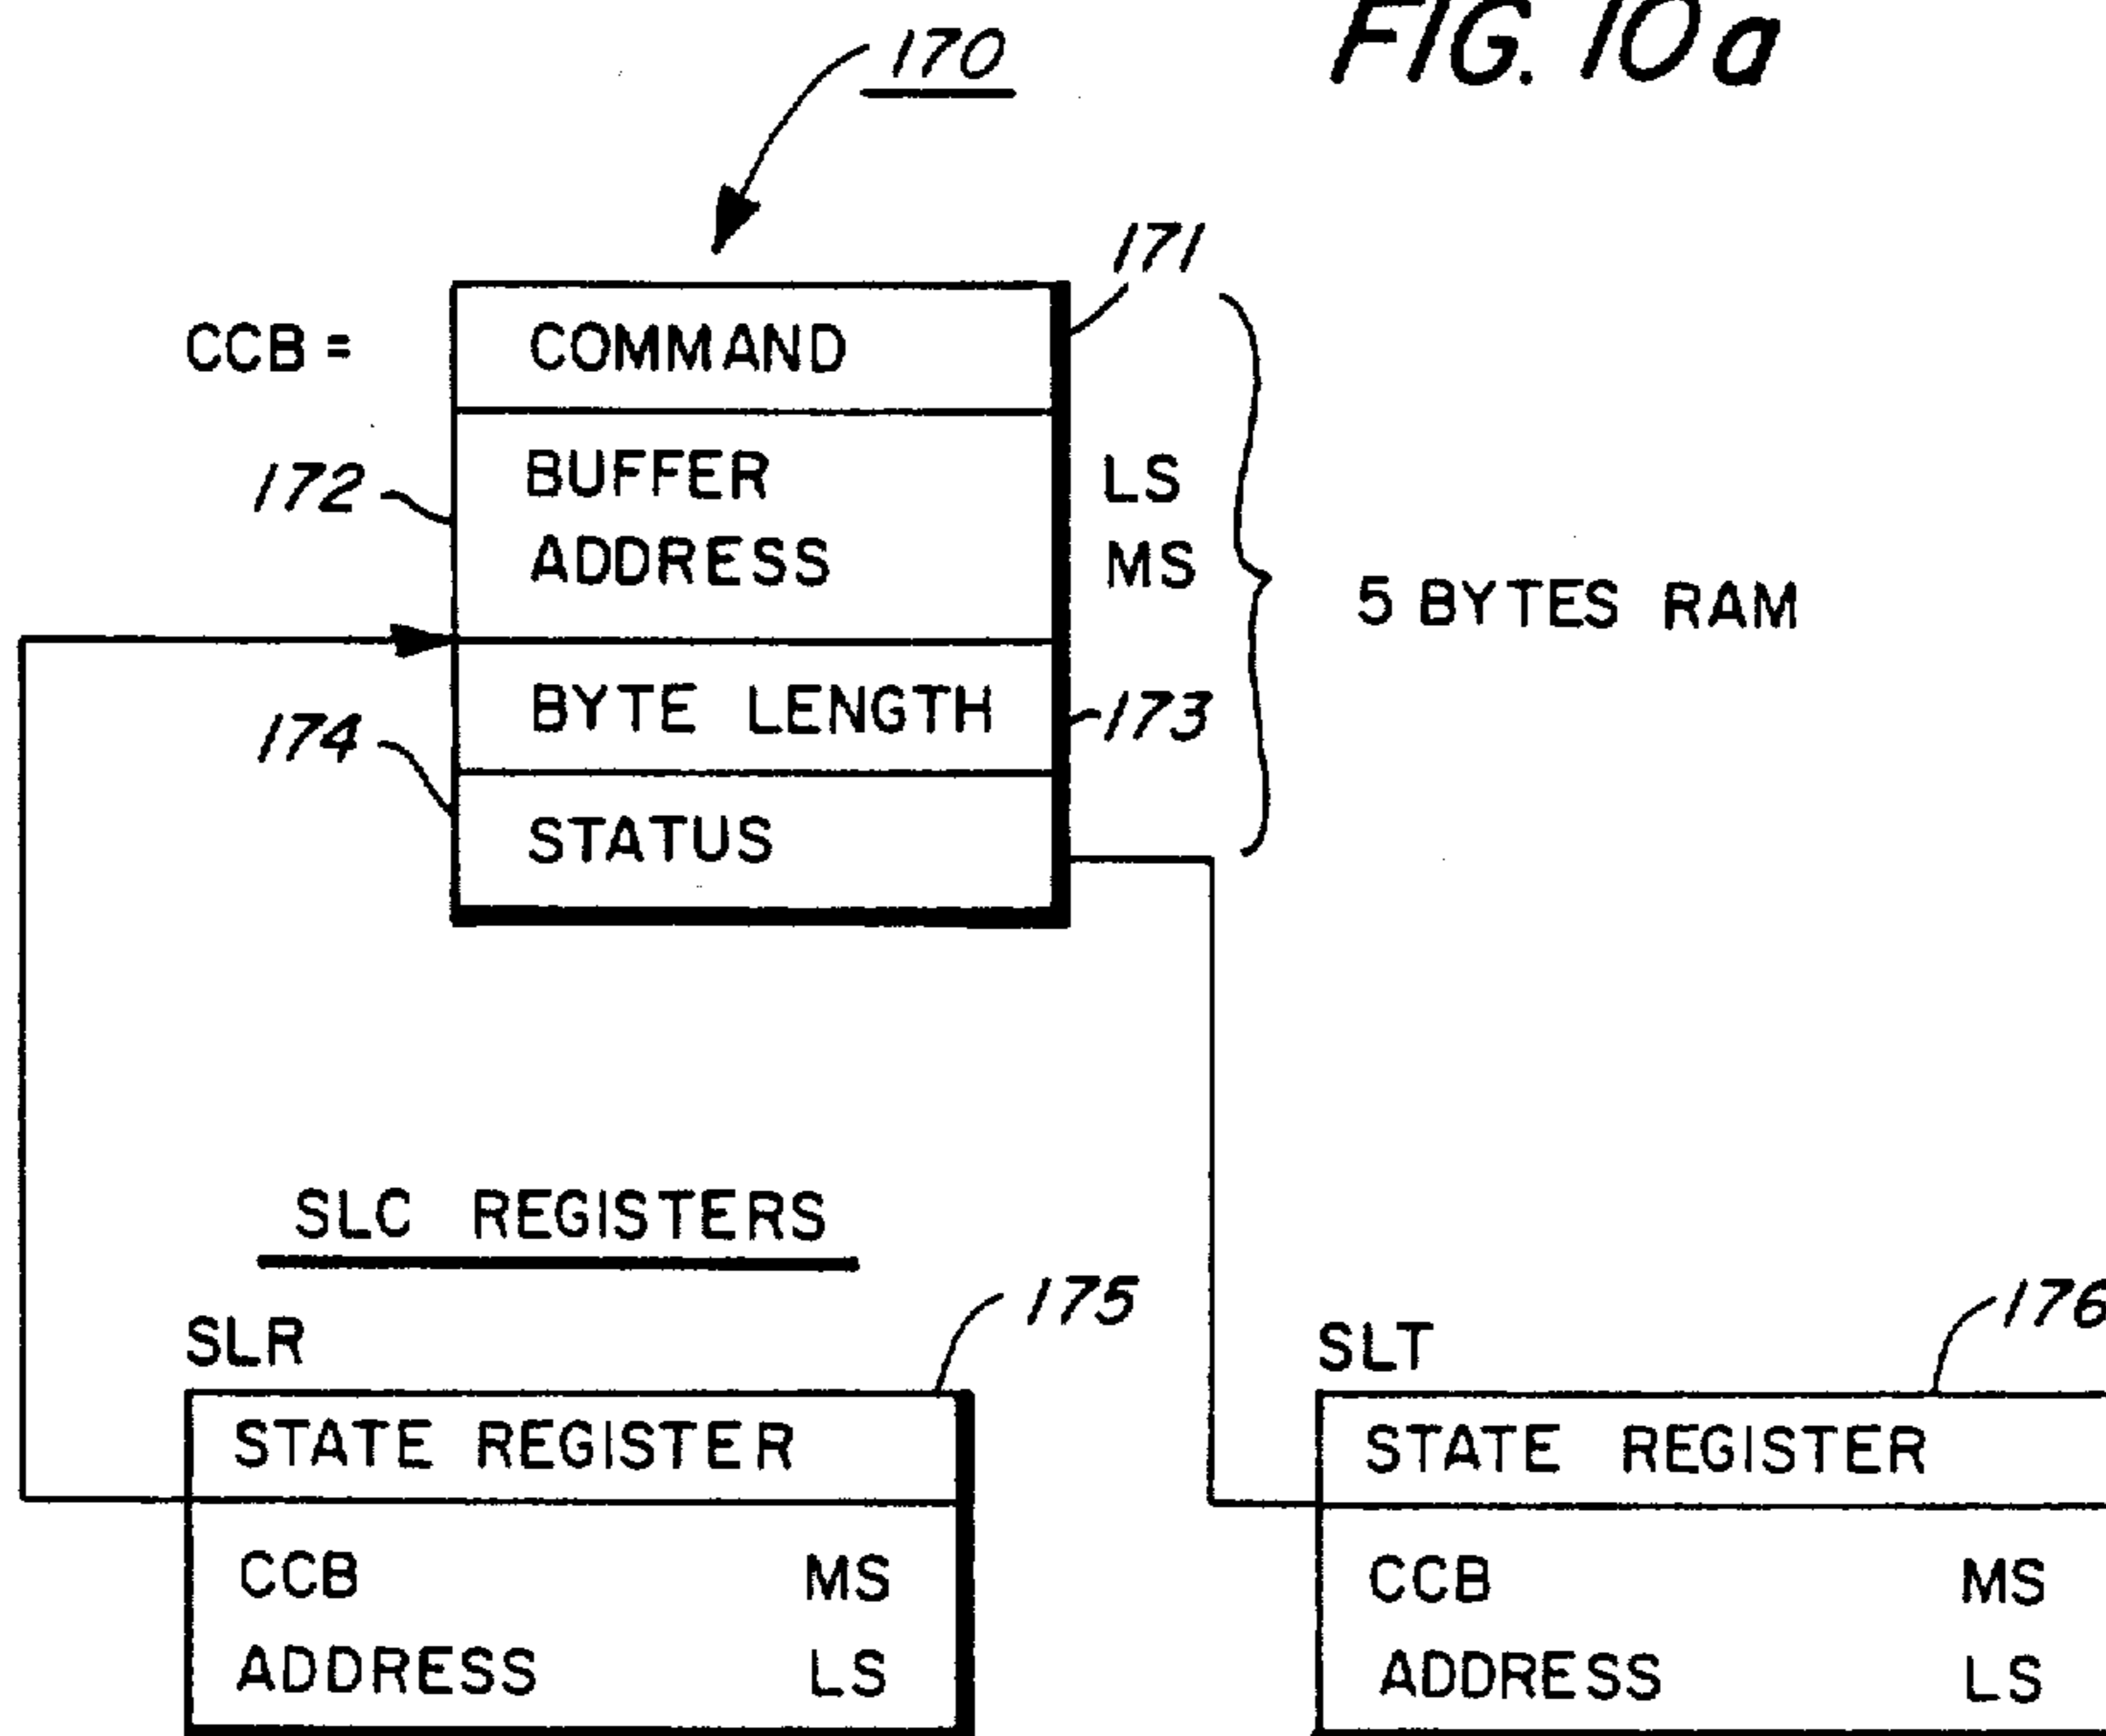 FIG. 10a
170
171
CCB = COMMAND
172 BUFFER LS
ADDRESS MS
5 BYTES RAM
BYTE LENGTH 173
174
STATUS
SLC REGISTERS
175
176
SLR SLT
STATE REGISTER STATE REGISTER
CCB MS CCB MS
ADDRESS LS ADDRESS LS